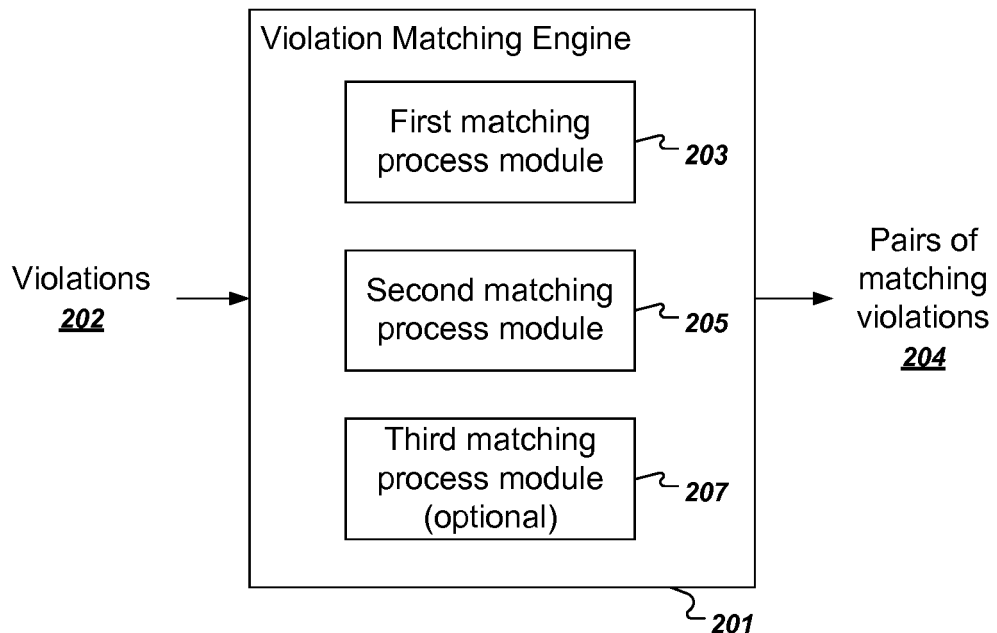 Violation Matching Engine
First matching
process module
203
Violations
202
Second matching
process module
205
Pairs of
matching
violations
204
Third matching
process module
(optional)
207
201